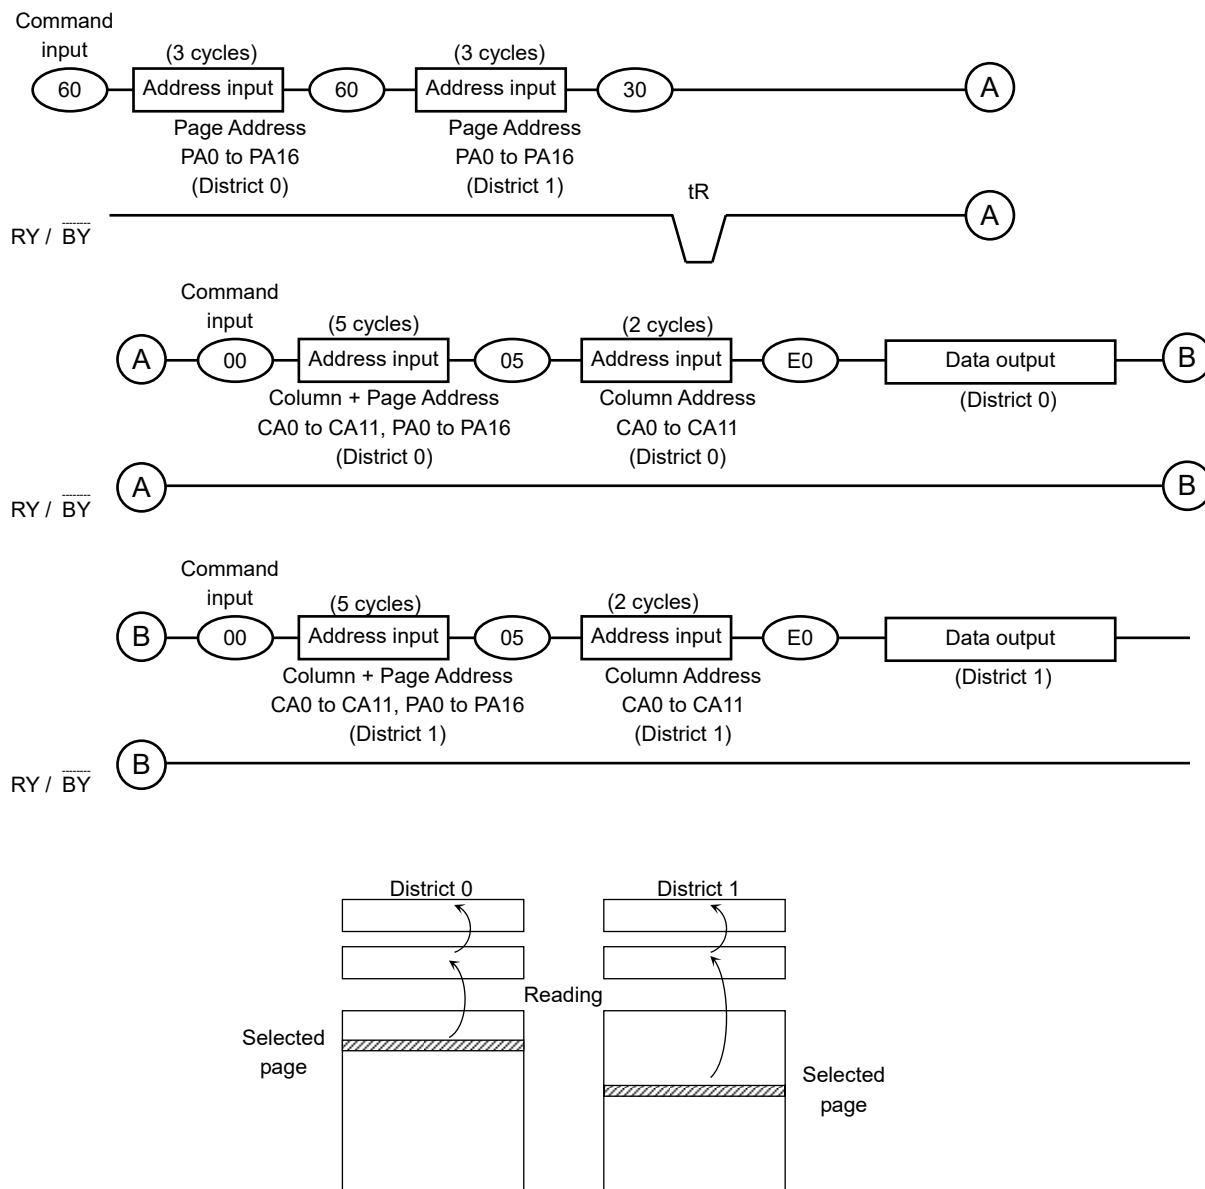 Command
input
(3 cycles)
(3 cycles)
60
Address input
60
Address input
30
A
Page Address
PA0 to PA16
(District 0)
Page Address
PA0 to PA16
(District 1)
tR
RY / BY
A
Command
input
(5 cycles)
(2 cycles)
A
00
Address input
05
Address input
E0
Data output
B
Column + Page Address
CA0 to CA11, PA0 to PA16
(District 0)
Column Address
CA0 to CA11
(District 0)
(District 0)
RY / BY
A
B
Command
input
(5 cycles)
(2 cycles)
B
00
Address input
05
Address input
E0
Data output
Column + Page Address
CA0 to CA11, PA0 to PA16
(District 1)
Column Address
CA0 to CA11
(District 1)
(District 1)
RY / BY
B
District 0
District 1
Reading
Selected
page
Selected
page